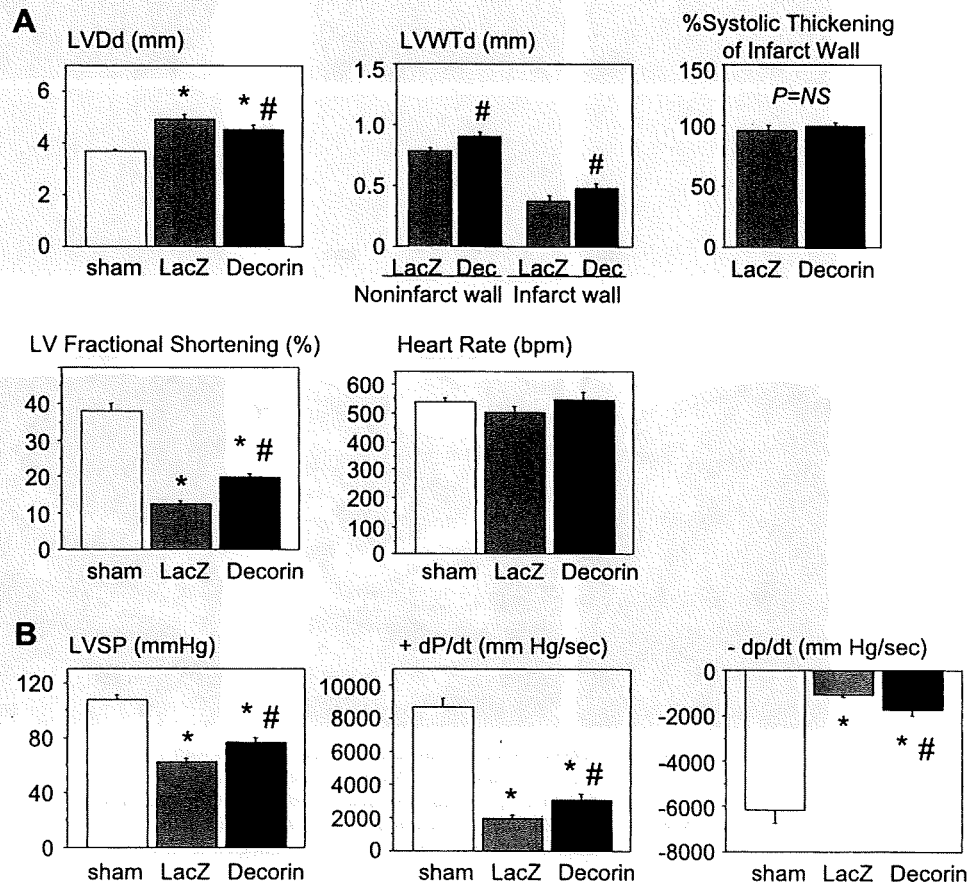 A
LVDd (mm)
6
4
2
0
*
* #
sham LacZ Decorin
LVWTd (mm)
1.5
1.0
0.5
0
#
#
LacZ Dec LacZ Dec
Noninfarct wall Infarct wall
%Systolic Thickening
of Infarct Wall
150
100
50
0
P=NS
LacZ Decorin
LV Fractional Shortening (%)
40
30
20
10
0
*
* #
sham LacZ Decorin
Heart Rate (bpm)
600
500
400
300
200
100
0
sham LacZ Decorin
B
LVSP (mmHg)
120
80
40
0
*
* #
sham LacZ Decorin
+ dP/dt (mm Hg/sec)
10000
8000
6000
4000
2000
0
*
* #
sham LacZ Decorin
- dp/dt (mm Hg/sec)
0
-2000
-4000
-6000
-8000
*
* #
sham LacZ Decorin